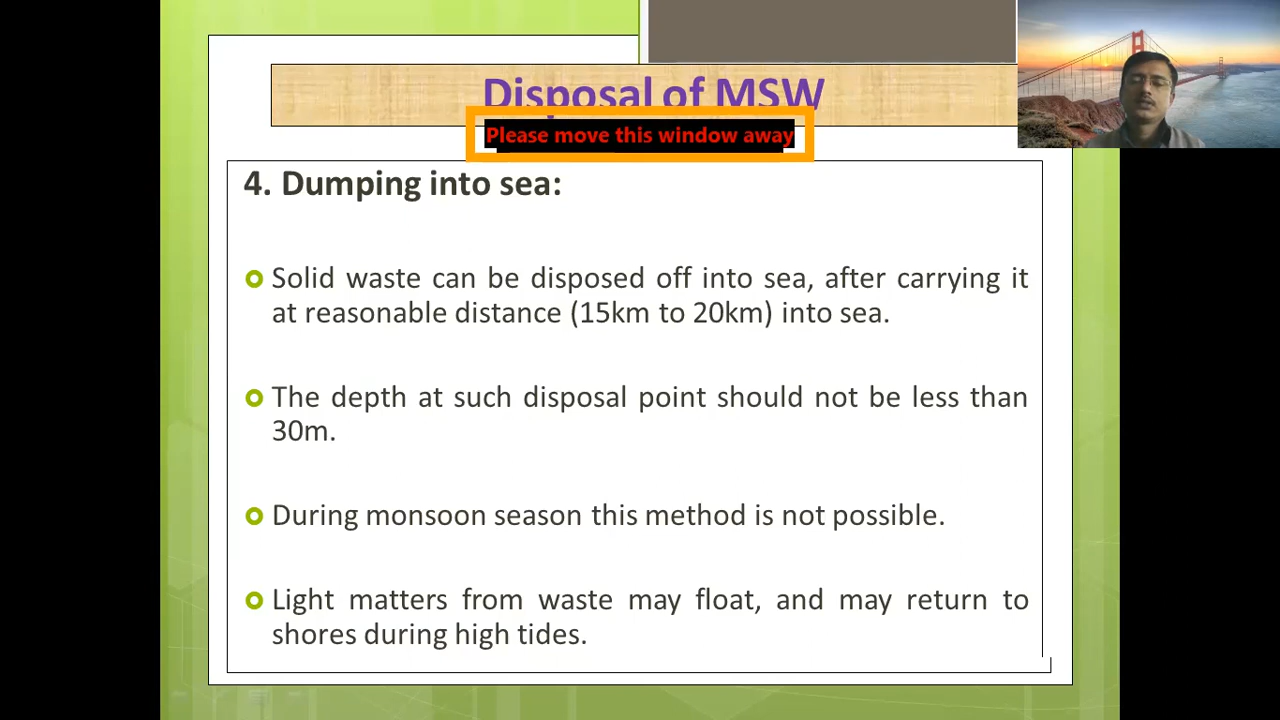 Disposal of MSW
Please move this window away
4. Dumping into sea:
Solid waste can be disposed off into sea, after carrying it
at reasonable distance (15km to 20km) into sea.
The depth at such disposal point should not be less than
30m.
During monsoon season this method is not possible.
Light matters from waste may float, and may return to
shores during high tides.